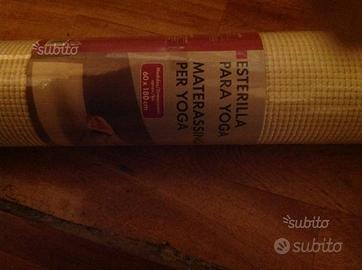 subito
ESTERILLA
PARA YOGA
MATERASSINO
PER YOGA
60 x 180 cm
subito
subito